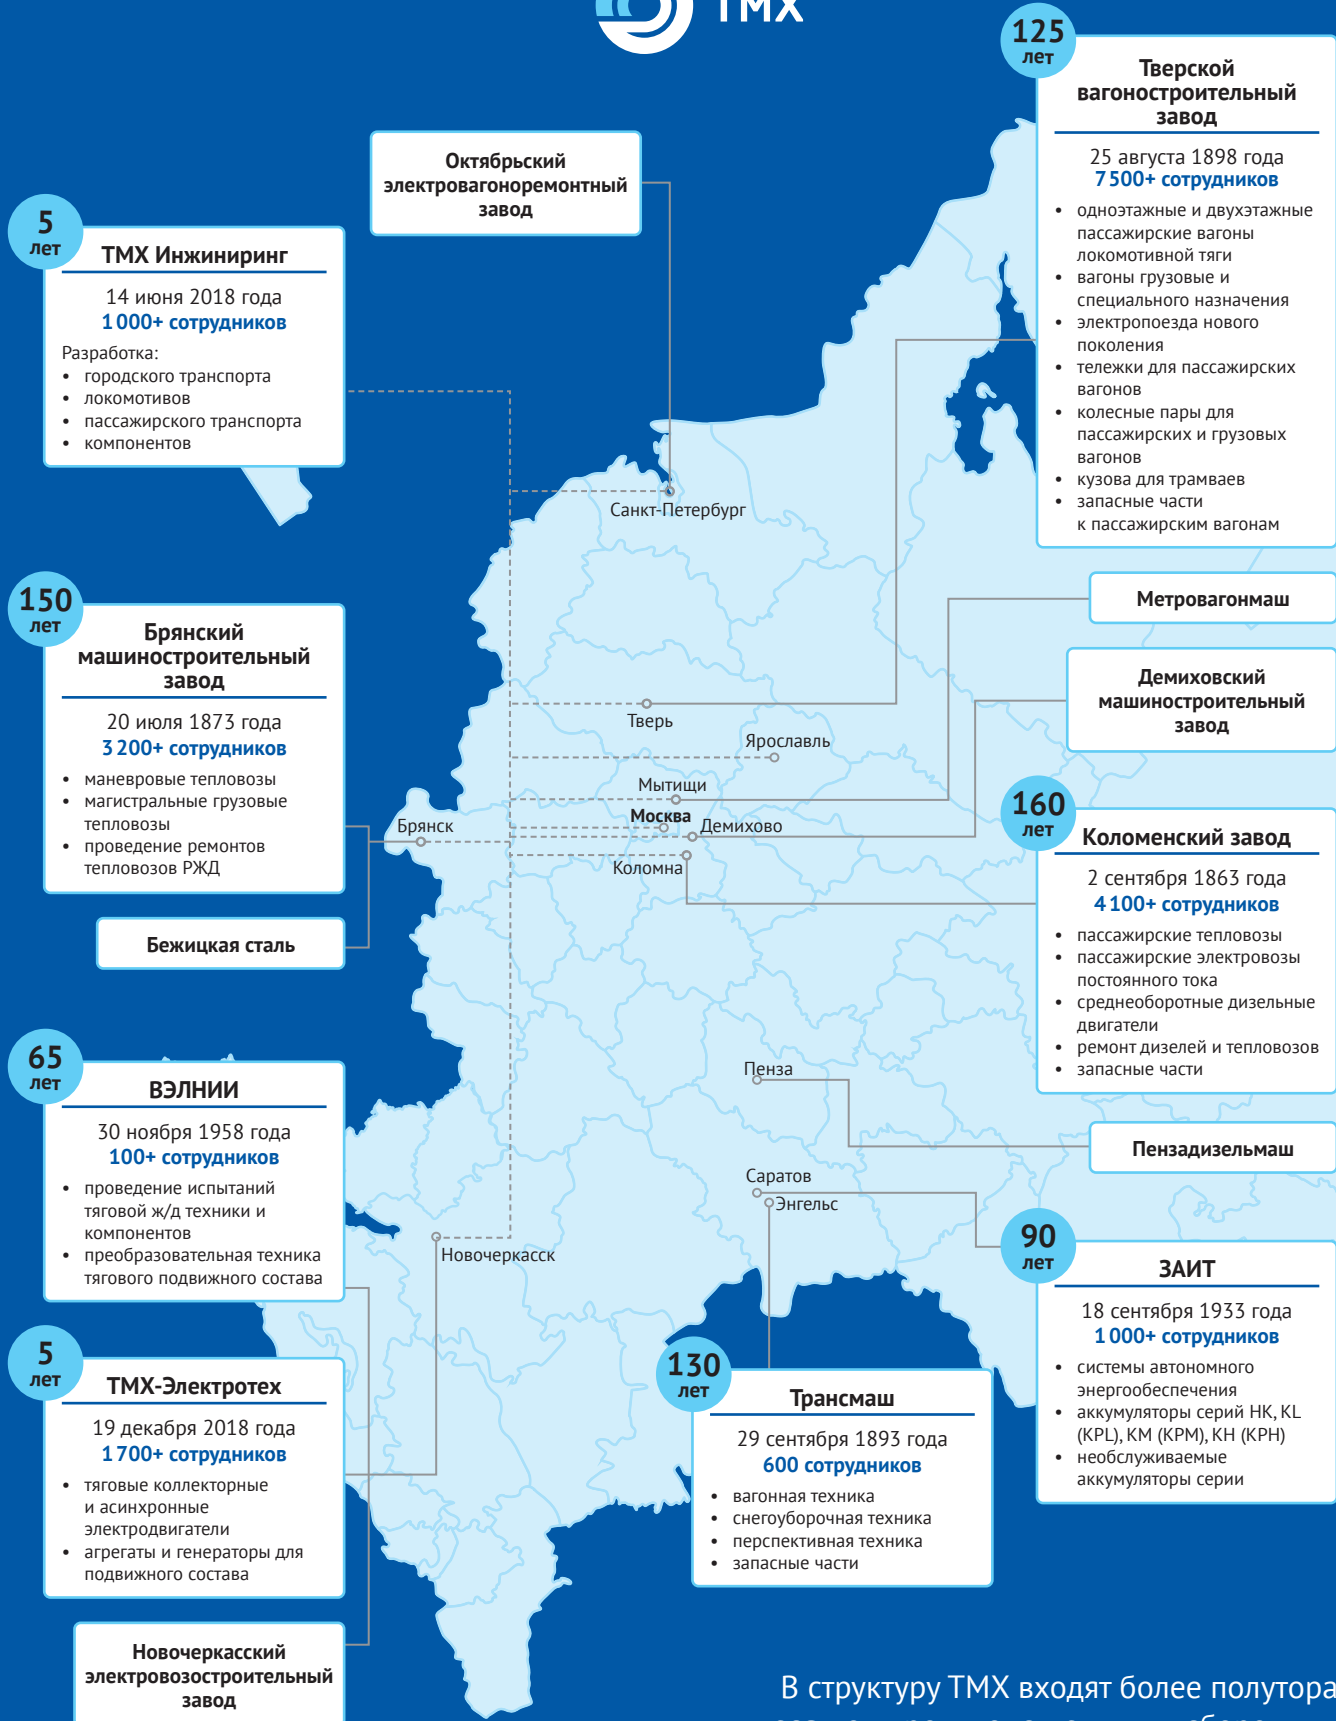 ТМХ
125
лет
Тверской
вагоностроительный
завод
25 августа 1898 года
7 500+ сотрудников
• одноэтажные и двухэтажные
пассажирские вагоны
локомотивной тяги
• вагоны грузовые и
специального назначения
• электропоезда нового
поколения
• тележки для пассажирских
вагонов
• колесные пары для
пассажирских и грузовых
вагонов
• кузова для трамваев
• запасные части
к пассажирским вагонам
Октябрьский
электровагоноремонтный
завод
5
лет
ТМХ Инжиниринг
14 июня 2018 года
1 000+ сотрудников
Разработка:
• городского транспорта
• локомотивов
• пассажирского транспорта
• компонентов
Санкт-Петербург
150
лет
Брянский
машиностроительный
завод
20 июля 1873 года
3 200+ сотрудников
• маневровые тепловозы
• магистральные грузовые
тепловозы
• проведение ремонтов
тепловозов РЖД
Бежицкая сталь
Метровагонмаш
Демиховский
машиностроительный
завод
Тверь
Ярославль
Мытищи
Москва
Демихово
Брянск
Коломна
160
лет
Коломенский завод
2 сентября 1863 года
4 100+ сотрудников
• пассажирские тепловозы
• пассажирские электровозы
постоянного тока
• среднеоборотные дизельные
двигатели
• ремонт дизелей и тепловозов
• запасные части
65
лет
ВЭЛНИИ
30 ноября 1958 года
100+ сотрудников
• проведение испытаний
тяговой ж/д техники и
компонентов
• преобразовательная техника
тягового подвижного состава
Пенза
Пензадизельмаш
Саратов
Энгельс
Новочеркасск
90
лет
ЗАИТ
18 сентября 1933 года
1 000+ сотрудников
• системы автономного
энергообеспечения
• аккумуляторы серий НК, KL
(KPL), KM (KPM), KH (KPH)
• необслуживаемые
аккумуляторы серии
5
лет
ТМХ-Электротех
19 декабря 2018 года
1 700+ сотрудников
• тяговые коллекторные
и асинхронные
электродвигатели
• агрегаты и генераторы для
подвижного состава
130
лет
Трансмаш
29 сентября 1893 года
600 сотрудников
• вагонная техника
• снегоуборочная техника
• перспективная техника
• запасные части
Новочеркасский
электровозостроительный
завод
В структуру ТМХ входят более полутора